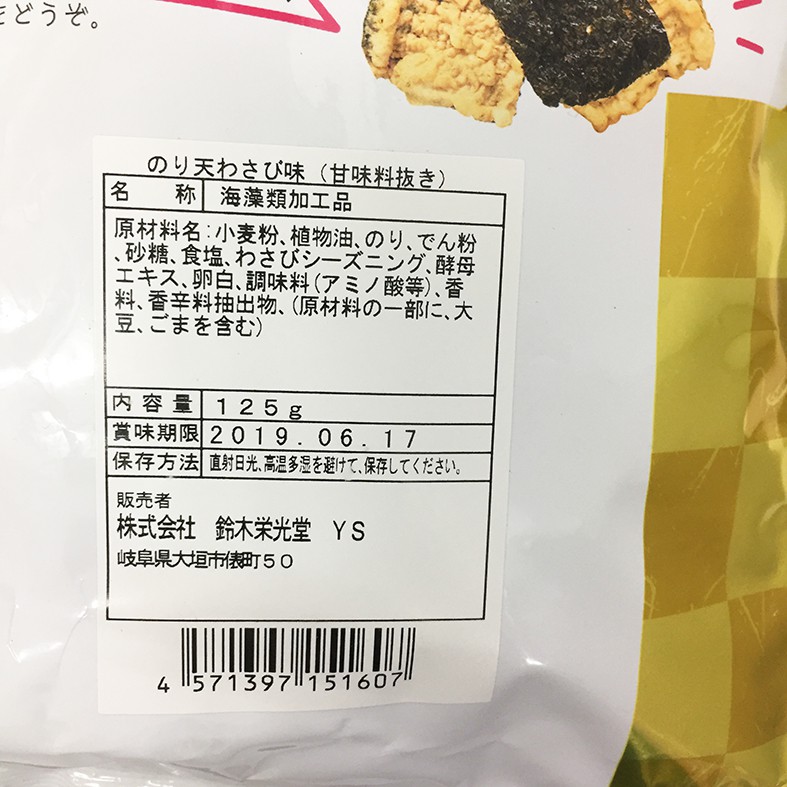 をどうぞ。
のり天わさび味（甘味料抜き）
名　称 海藻類加工品
原材料名:小麦粉、植物油、のり、でん粉
、砂糖、食塩、わさびシーズニング、酵母
エキス、卵白、調味料(アミノ酸等)、香
料、香辛料抽出物、(原材料の一部に、大
豆、ごまを含む)
内容量 125g
賞味期限 2019.06.17
保存方法 直射日光、高温多湿を避けて、保存してください。
販売者
株式会社　鈴木栄光堂　YS
岐阜県大垣市俵町50
4 571397 151607